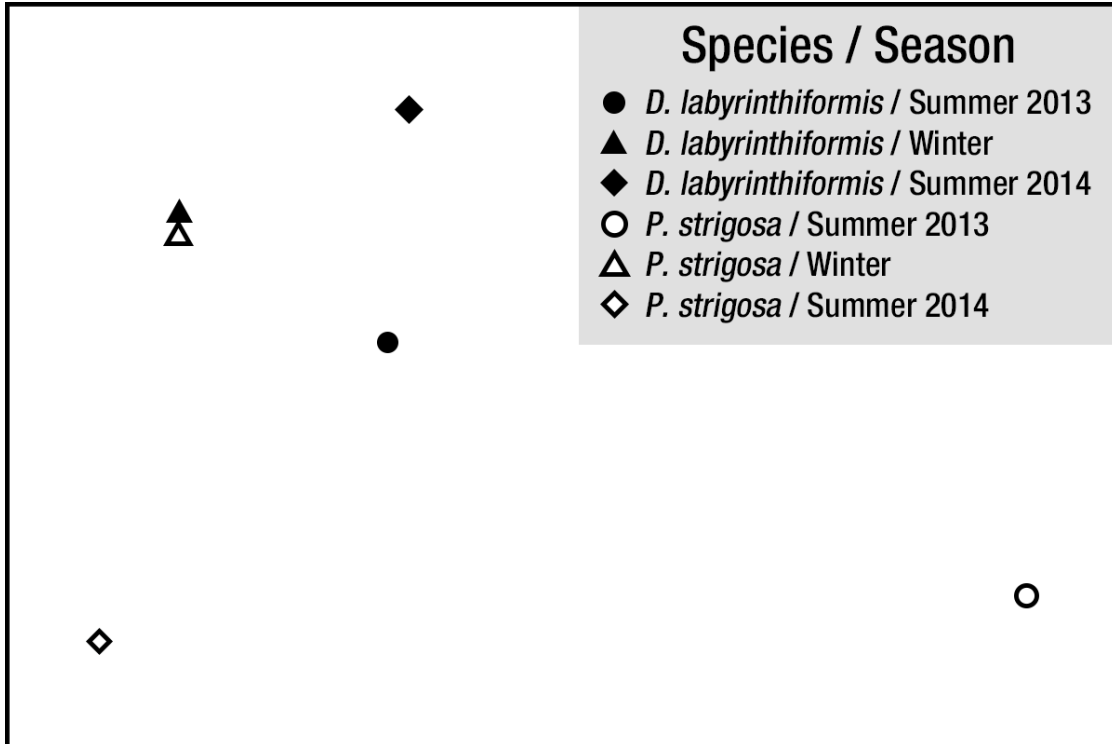 Species / Season
D. labyrinthiformis / Summer 2013
D. labyrinthiformis / Winter
D. labyrinthiformis / Summer 2014
P. strigosa / Summer 2013
P. strigosa / Winter
P. strigosa / Summer 2014